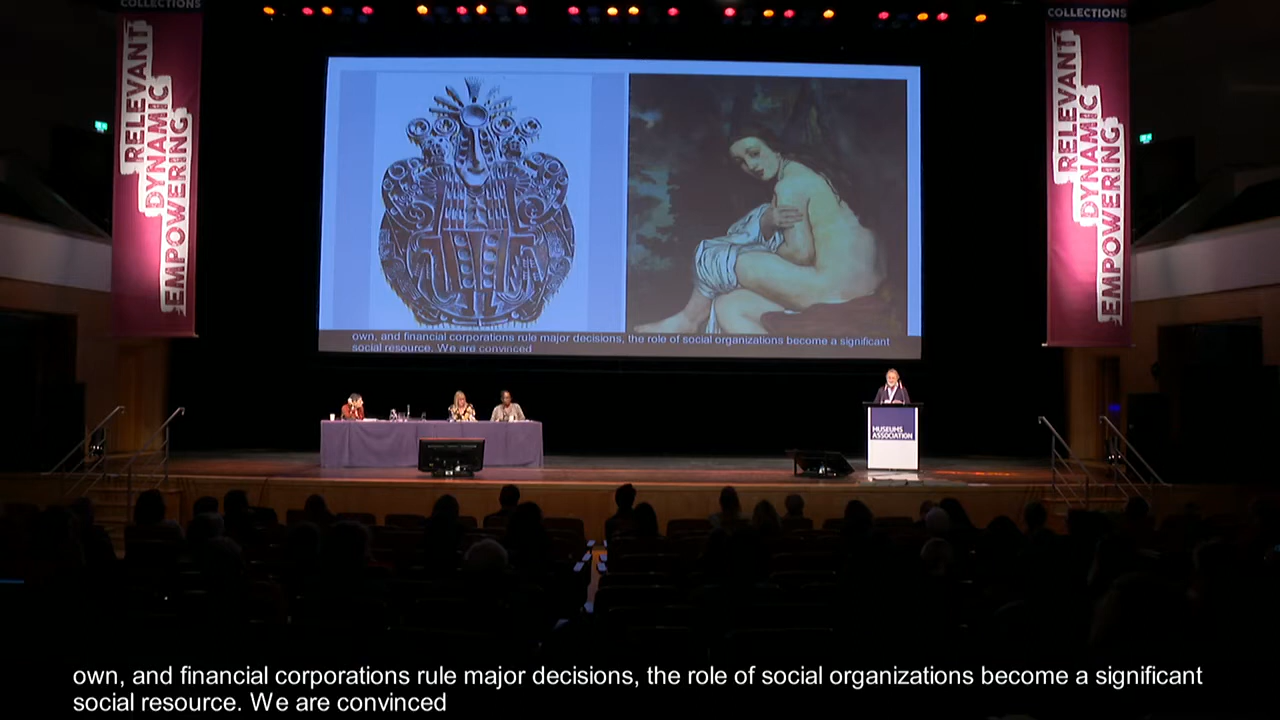 COLLECTIONS
RELEVANT
DYNAMIC
EMPOWERING
COLLECTIONS
RELEVANT
DYNAMIC
EMPOWERING
own, and financial corporations rule major decisions, the role of social organizations become a significant
social resource. We are convinced
MUSEUMS
ASSOCIATION
own, and financial corporations rule major decisions, the role of social organizations become a significant
social resource. We are convinced